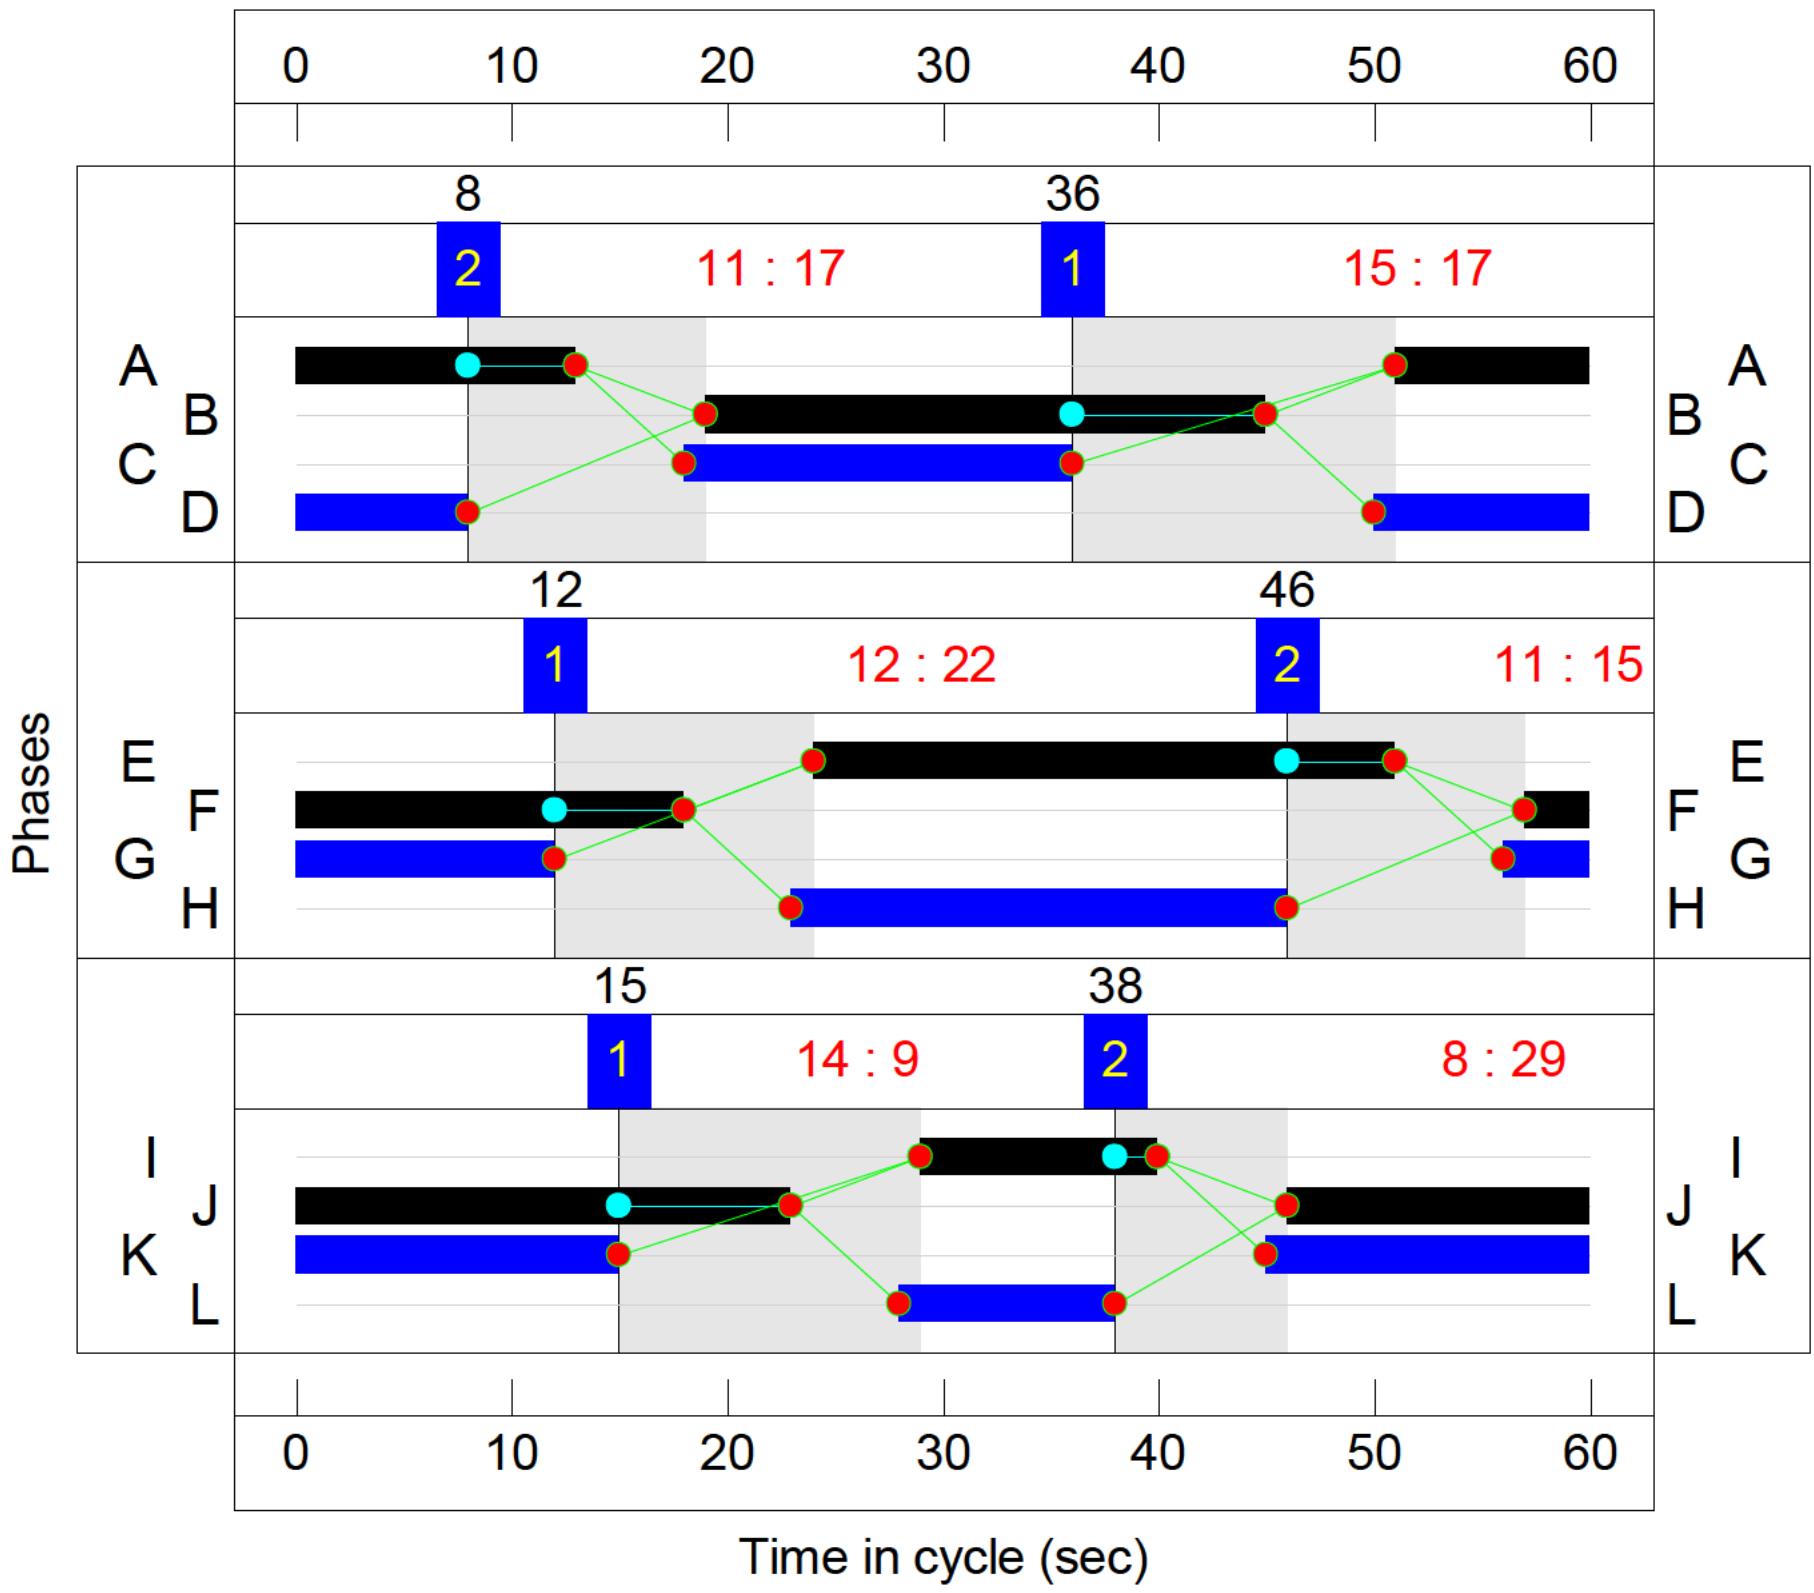 0 10 20 30 40 50 60
8 36
2 11 : 17 1 15 : 17
A A
B B
C C
D D
12 46
1 12 : 22 2 11 : 15
Phases
E E
F F
G G
H H
15 38
1 14 : 9 2 8 : 29
I I
J J
K K
L L
0 10 20 30 40 50 60
Time in cycle (sec)